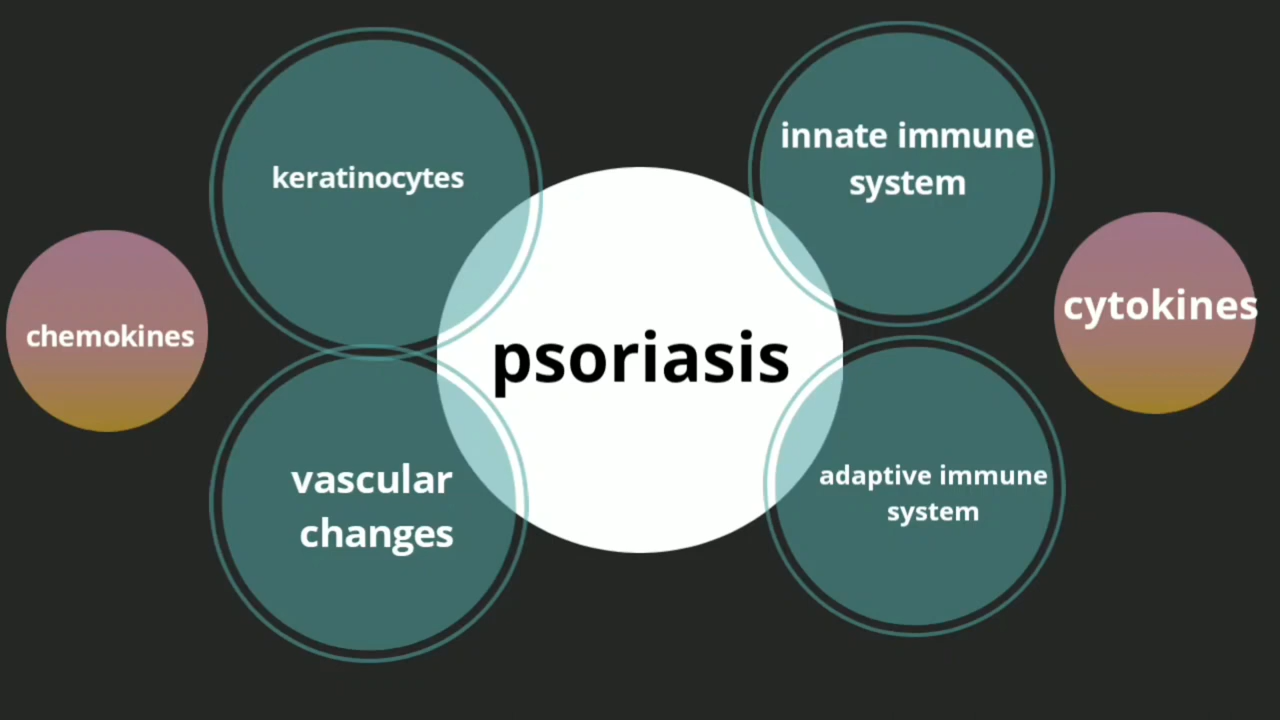 keratinocytes
innate immune
system
chemokines
cytokines
psoriasis
vascular
changes
adaptive immune
system